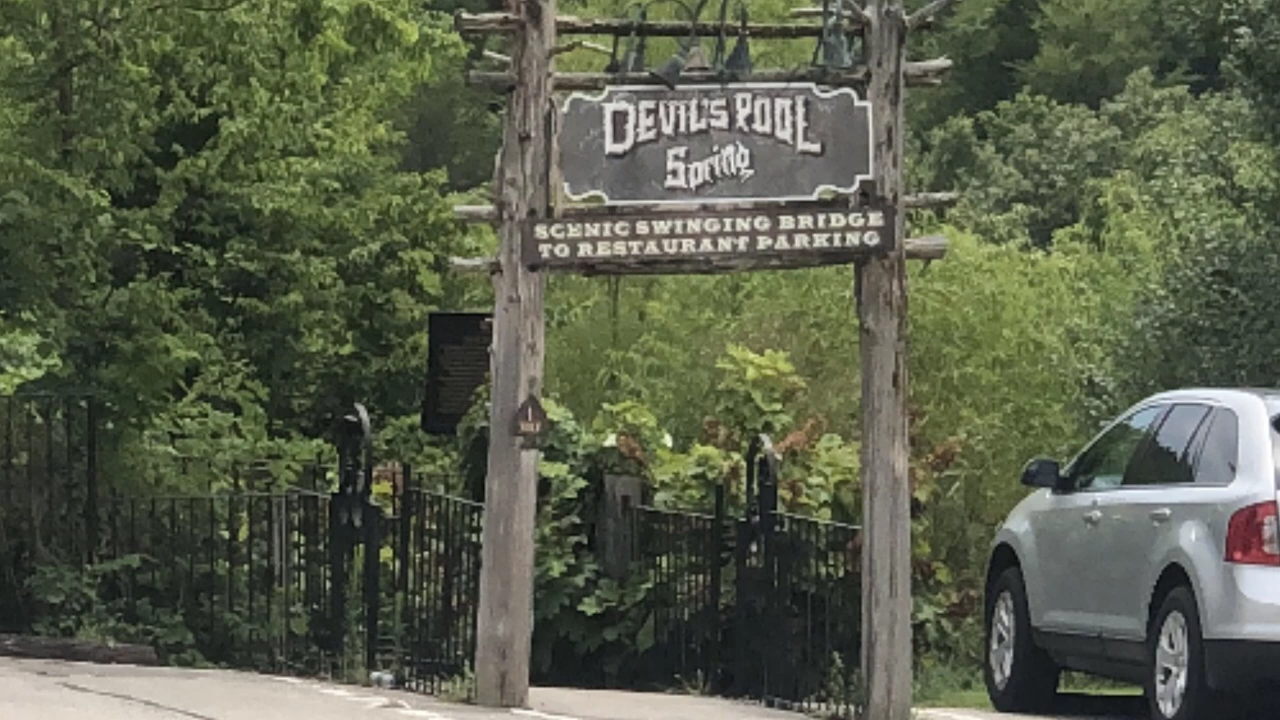 DEVIL'S POOL
Spring
SCENIC SWINGING BRIDGE
TO RESTAURANT PARKING